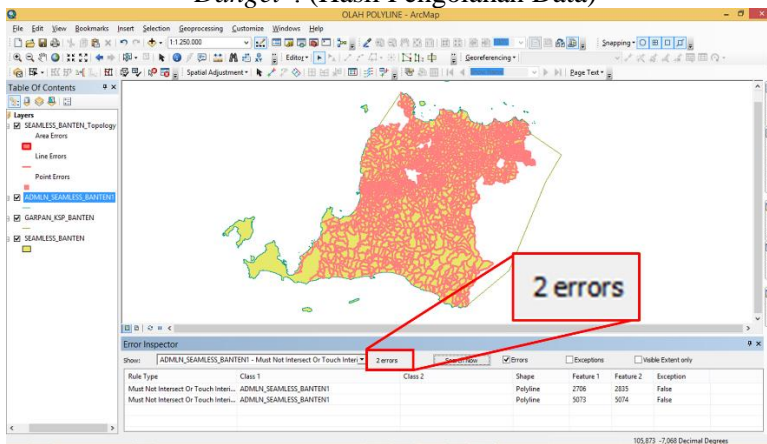 Dangel". (Hasil Pengolahan Data)
OLAH POLYLINE - ArcMap
File Edit View Bookmarks Insert Selection Geoprocessing Customize Windows Help
1:1.250.000 Snapping
Editor Georeferencing
Spatial Adjustment Page Text
Table Of Contents
Layers
SEAMLESS_BANTEN_Topology
Area Errors
Line Errors
Point Errors
ADMLN_SEAMLESS_BANTEN1
GARPAN_KSP_BANTEN
SEAMLESS_BANTEN
2 errors
Error Inspector
Show: ADMLN_SEAMLESS_BANTEN1 - Must Not Intersect Or Touch Interi 2 errors Search Now Errors Exceptions Visible Extent only
Rule Type Class 1 Class 2 Shape Feature 1 Feature 2 Exception
Must Not Intersect Or Touch Interi... ADMLN_SEAMLESS_BANTEN1 Polyline 2706 2835 False
Must Not Intersect Or Touch Interi... ADMLN_SEAMLESS_BANTEN1 Polyline 5073 5074 False
105,873 -7,068 Decimal Degrees